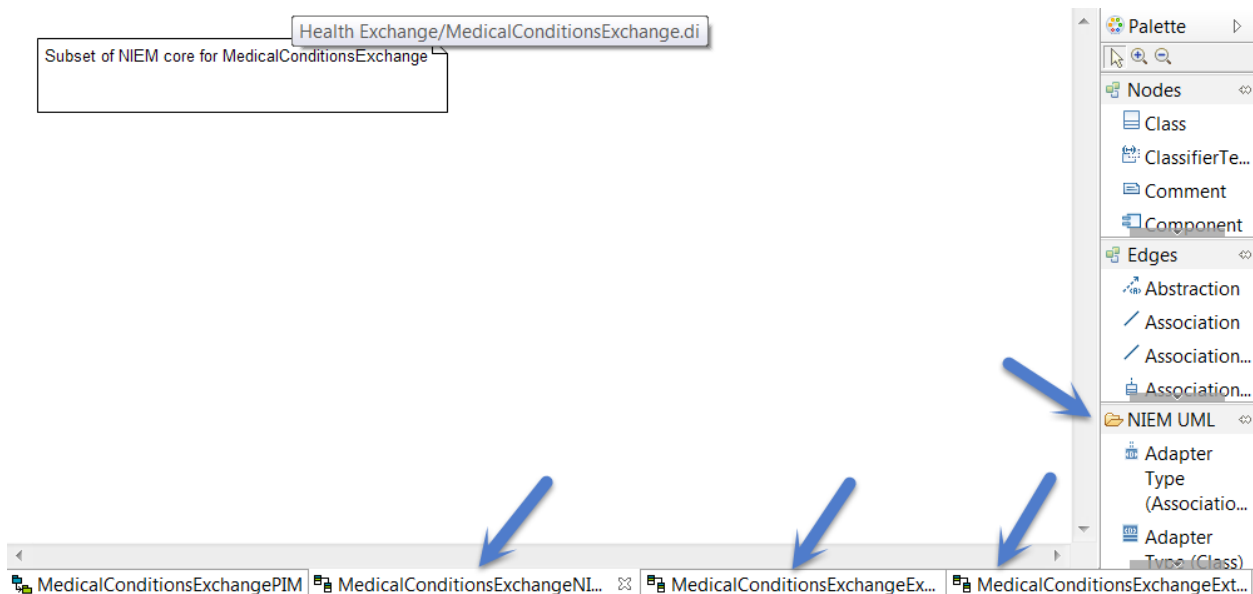 Health Exchange/MedicalConditionsExchange.di
Subset of NIEM core for MedicalConditionsExchange
Palette
Nodes
Class
ClassifierTe...
Comment
Component
Edges
Abstraction
Association
Association...
Association...
NIEM UML
Adapter
Type
(Associatio...
Adapter
Type (Class)
MedicalConditionsExchangePIM
MedicalConditionsExchangeNI...
MedicalConditionsExchangeEx...
MedicalConditionsExchangeExt...